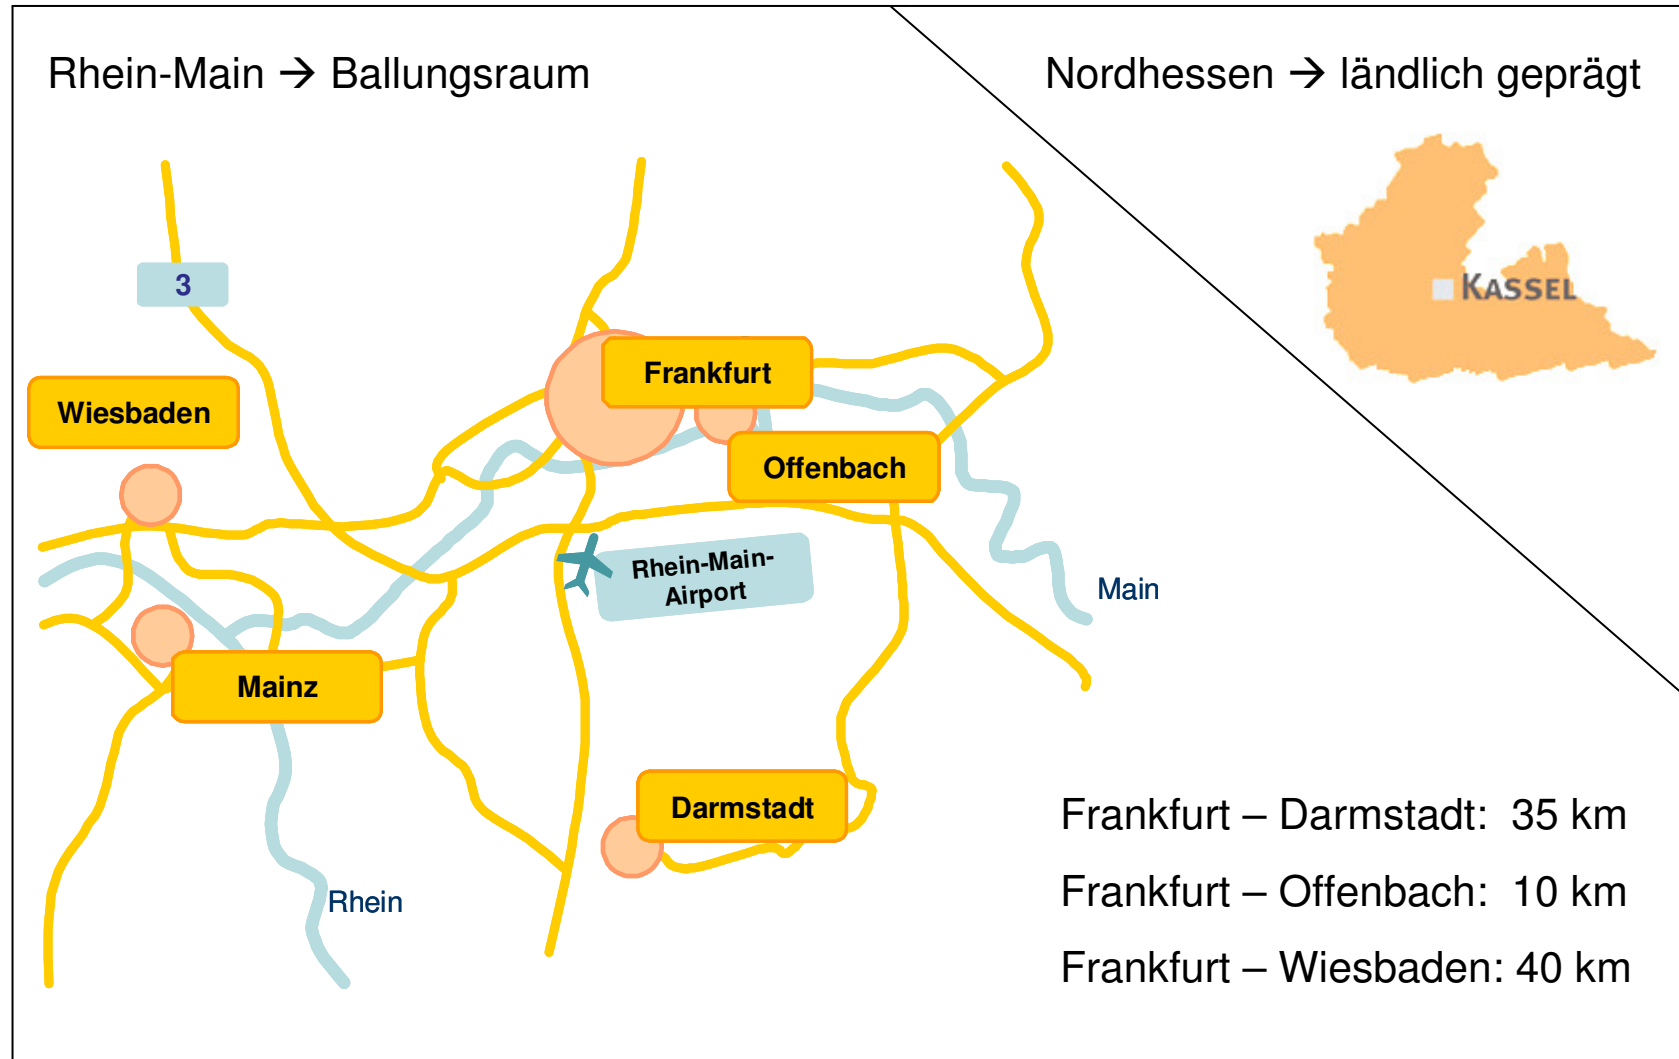 Rhein-Main → Ballungsraum
Nordhessen → ländlich geprägt
3
KASSEL
Frankfurt
Wiesbaden
Offenbach
Rhein-Main-
Airport
Main
Mainz
Darmstadt
Rhein
Frankfurt – Darmstadt: 35 km
Frankfurt – Offenbach: 10 km
Frankfurt – Wiesbaden: 40 km